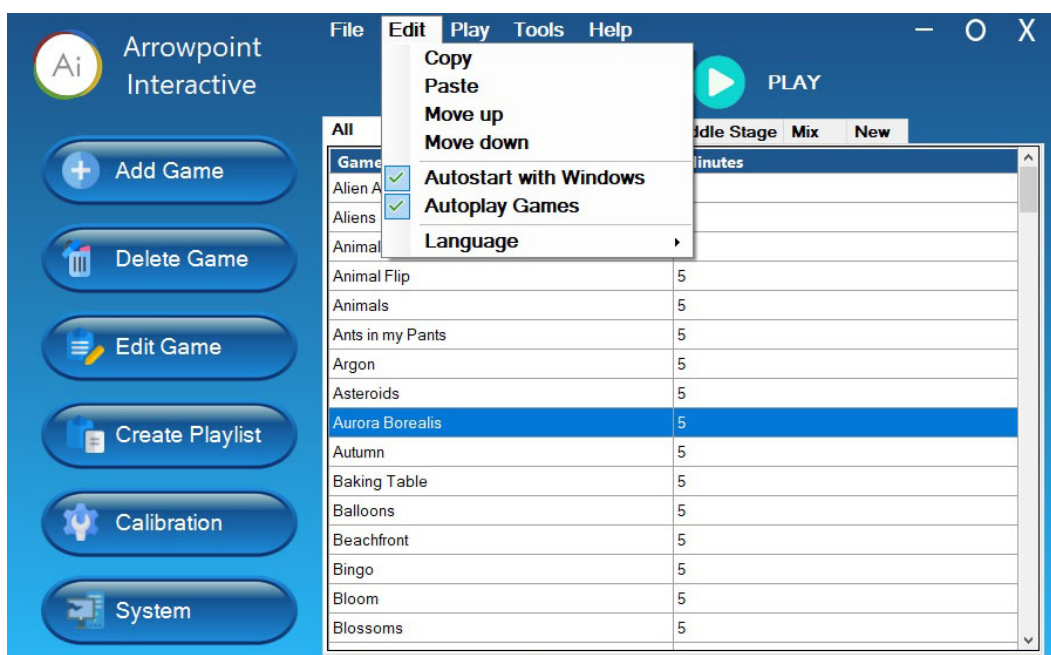 File Edit Play Tools Help
— O X
Ai
Arrowpoint
Interactive
Copy
Paste
Move up
Move down
Autostart with Windows
Autoplay Games
Language
PLAY
All
Stage Mix New
Add Game
Delete Game
Edit Game
Create Playlist
Calibration
System
Alien
Aliens
Animal
Animal Flip 5
Animals 5
Ants in my Pants 5
Argon 5
Asteroids 5
Aurora Borealis 5
Autumn 5
Baking Table 5
Balloons 5
Beachfront 5
Bingo 5
Bloom 5
Blossoms 5